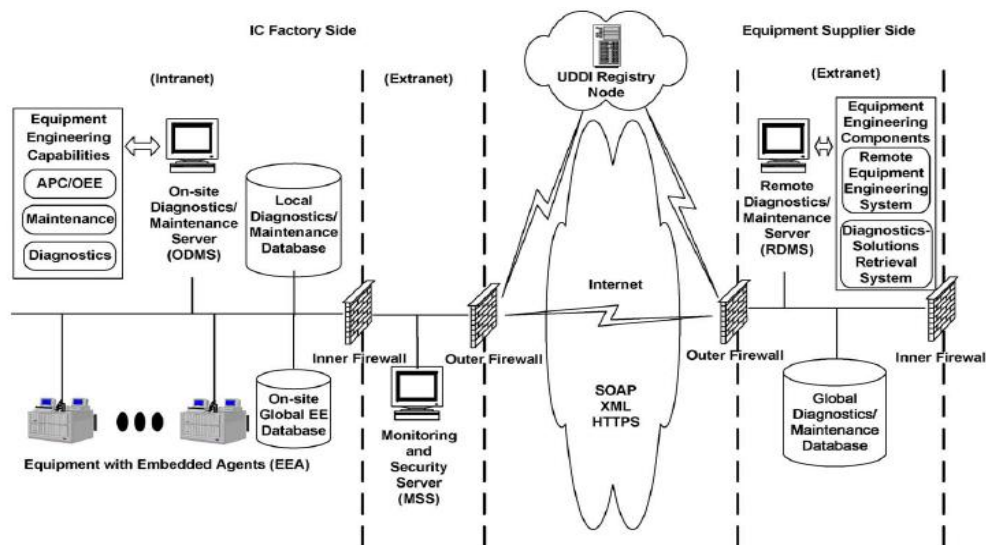 IC Factory Side
Equipment Supplier Side
(Intranet)
(Extranet)
UDDI Registry
Node
(Extranet)
Equipment
Engineering
Capabilities
APC/OEE
Maintenance
Diagnostics
On-site
Diagnostics/
Maintenance
Server
(ODMS)
Local
Diagnostics/
Maintenance
Database
Remote
Diagnostics/
Maintenance
Server
(RDMS)
Equipment
Engineering
Components
Remote
Equipment
Engineering
System
Diagnostics-
Solutions
Retrieval
System
Internet
Inner Firewall
Outer Firewall
Outer Firewall
Inner Firewal
On-site
Global EE
Database
Monitoring
and
Security
Server
(MSS)
SOAP
XML
HTTPS
Global
Diagnostics/
Maintenance
Database
Equipment with Embedded Agents (EEA)